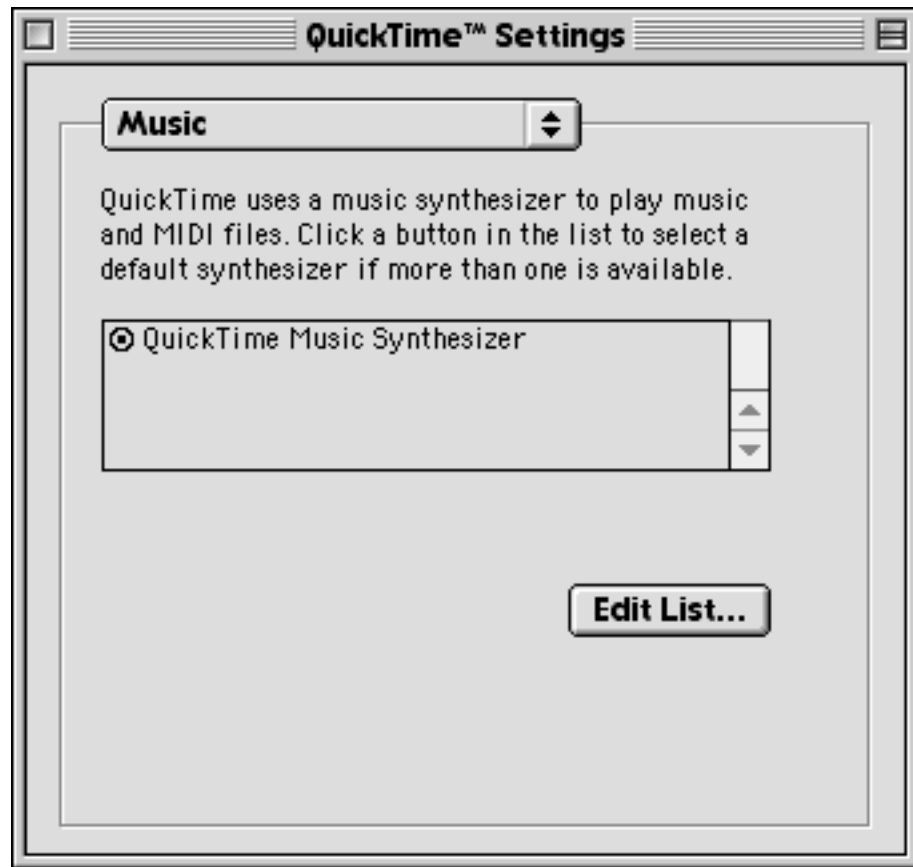 QuickTime™ Settings
Music
QuickTime uses a music synthesizer to play music
and MIDI files. Click a button in the list to select a
default synthesizer if more than one is available.
QuickTime Music Synthesizer
Edit List...